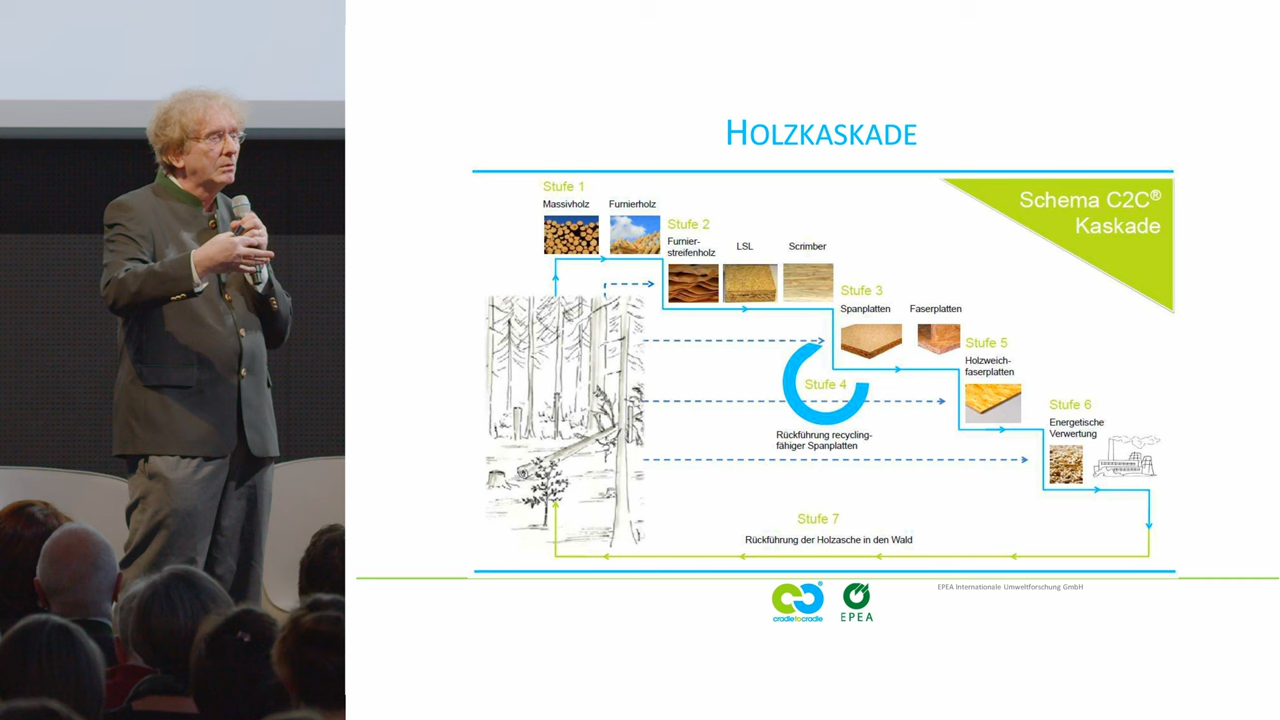 HOLZKASKADE
Schema C2C®
Kaskade
Stufe 1
Massivholz
Furnierholz
Stufe 2
Furnier-
streifenholz
LSL
Scrimber
Stufe 3
Spanplatten
Faserplatten
Stufe 4
Rückführung recycling-
fähiger Spanplatten
Stufe 5
Holzweich-
faserplatten
Stufe 6
Energetische
Verwertung
Stufe 7
Rückführung der Holzasche in den Wald
cradletocradle
®
EPEA
EPEA Internationale Umweltforschung GmbH